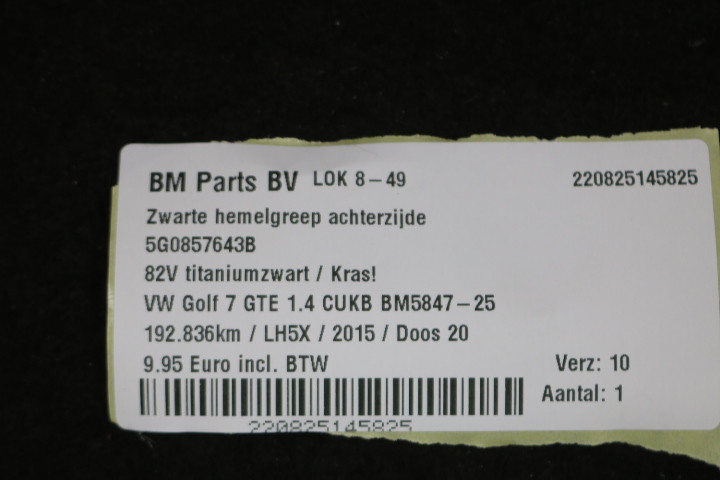 BM Parts BV LOK 8-49 220825145825
Zwarte hemelgreep achterzijde
5G0857643B
82V titaniumzwart / Kras!
VW Golf 7 GTE 1.4 CUKB BM5847-25
192.836km / LH5X / 2015 / Doos 20
9.95 Euro incl. BTW Verz: 10
Aantal: 1
220825145825